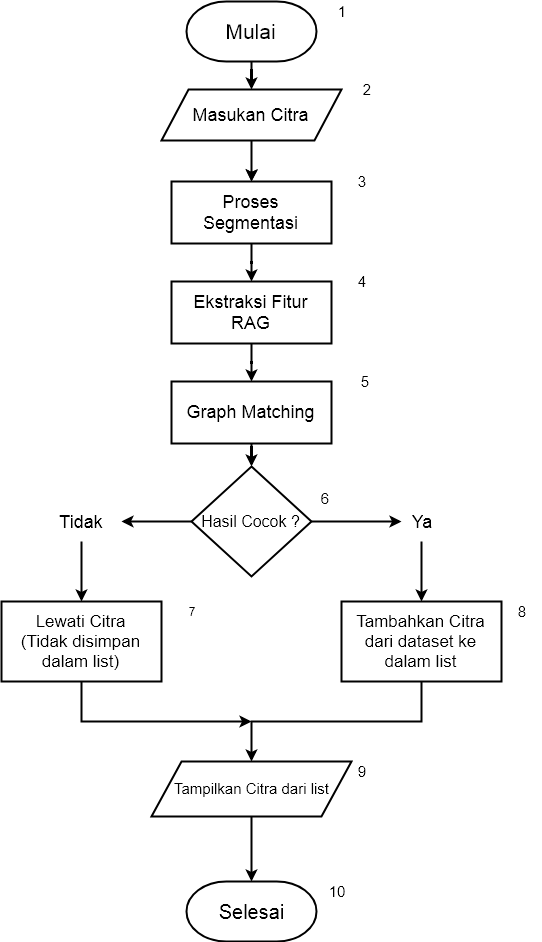 Mulai
1
Masukan Citra
2
Proses
Segmentasi
3
Ekstraksi Fitur
RAG
4
Graph Matching
5
Hasil Cocok ?
6
Tidak
Ya
Lewati Citra
(Tidak disimpan
dalam list)
7
Tambahkan Citra
dari dataset ke
dalam list
8
Tampilkan Citra dari list
9
Selesai
10